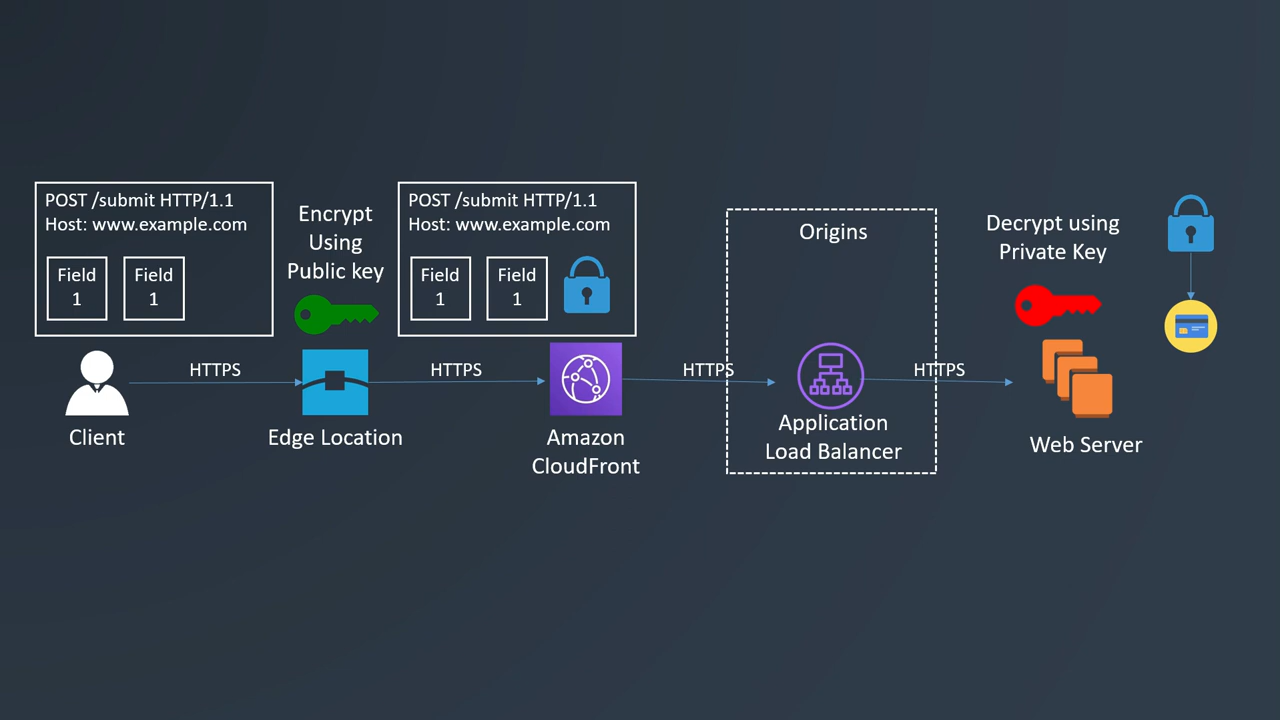 POST /submit HTTP/1.1
Host: www.example.com
Field
1
Field
1
Encrypt
Using
Public key
POST /submit HTTP/1.1
Host: www.example.com
Field
1
Field
1
Origins
Decrypt using
Private Key
HTTPS
HTTPS
HTTPS
HTTPS
Client
Edge Location
Amazon
CloudFront
Application
Load Balancer
Web Server